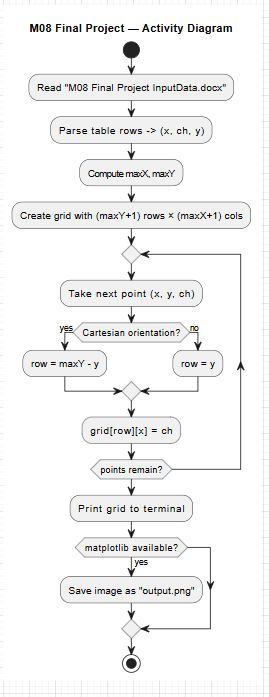 M08 Final Project — Activity Diagram
Read "M08 Final Project InputData.docx"
Parse table rows -> (x, ch, y)
Compute maxX, maxY
Create grid with (maxY+1) rows × (maxX+1) cols
Take next point (x, y, ch)
yes
Cartesian orientation?
no
row = maxY - y
row = y
grid[row][x] = ch
points remain?
Print grid to terminal
matplotlib available?
yes
Save image as "output.png"